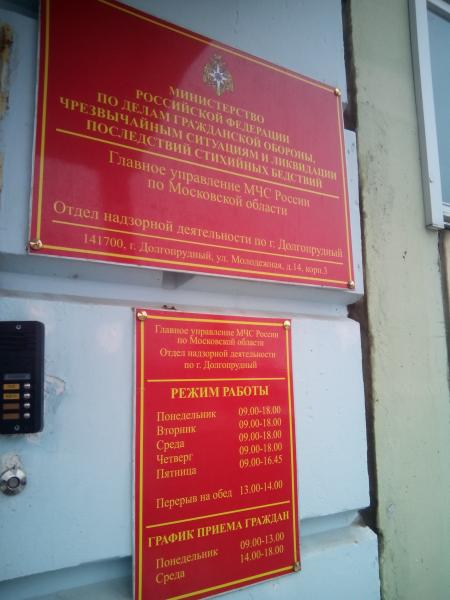 МИНИСТЕРСТВО
РОССИЙСКОЙ ФЕДЕРАЦИИ
ПО ДЕЛАМ ГРАЖДАНСКОЙ ОБОРОНЫ,
ЧРЕЗВЫЧАЙНЫМ СИТУАЦИЯМ И ЛИКВИДАЦИИ
ПОСЛЕДСТВИЙ СТИХИЙНЫХ БЕДСТВИЙ
Главное управление МЧС России
по Московской области
Отдел надзорной деятельности по г. Долгопрудный
141700, г. Долгопрудный, ул. Молодежная, д.14, корп.3
Главное управление МЧС России
по Московской области
Отдел надзорной деятельности
по г. Долгопрудный
РЕЖИМ РАБОТЫ
Понедельник 09.00-18.00
Вторник 09.00-18.00
Среда 09.00-18.00
Четверг 09.00-18.00
Пятница 09.00-16.45
Перерыв на обед 13.00-14.00
ГРАФИК ПРИЕМА ГРАЖДАН
Понедельник 09.00-13.00
Среда 14.00-18.00